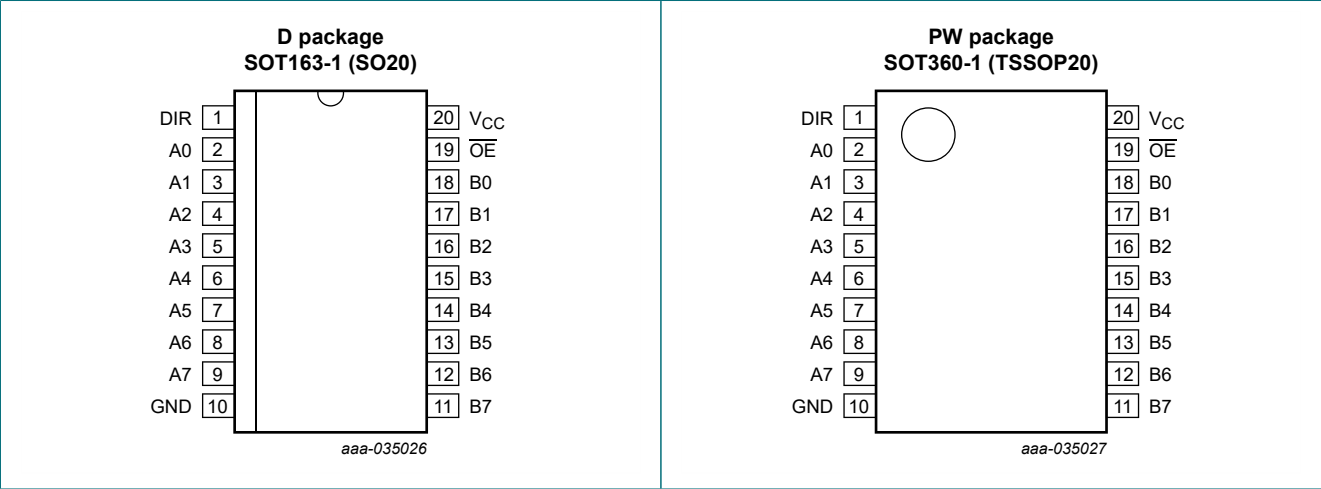 D package
SOT163-1 (SO20)
DIR 1 20 VCC
A0 2 19 OE
A1 3 18 B0
A2 4 17 B1
A3 5 16 B2
A4 6 15 B3
A5 7 14 B4
A6 8 13 B5
A7 9 12 B6
GND 10 11 B7
aaa-035026
PW package
SOT360-1 (TSSOP20)
DIR 1 20 VCC
A0 2 19 OE
A1 3 18 B0
A2 4 17 B1
A3 5 16 B2
A4 6 15 B3
A5 7 14 B4
A6 8 13 B5
A7 9 12 B6
GND 10 11 B7
aaa-035027